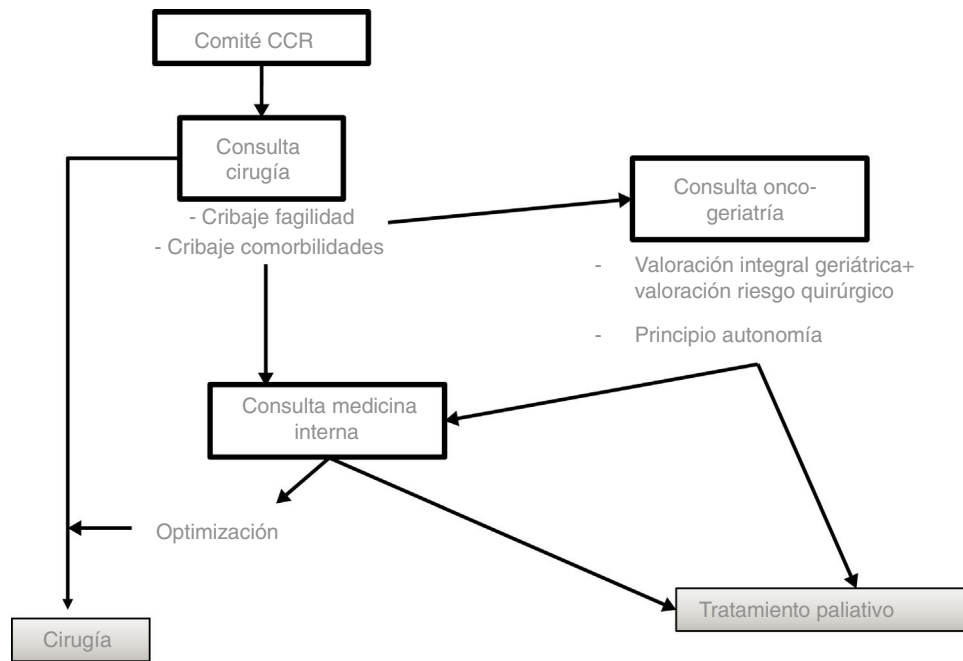 Comité CCR
Consulta
cirugía
- Cribaje fagilidad
- Cribaje comorbilidades
Consulta onco-
geriatría
- Valoración integral geriátrica+
valoración riesgo quirúrgico
- Principio autonomía
Consulta medicina
interna
Optimización
Tratamiento paliativo
Cirugía